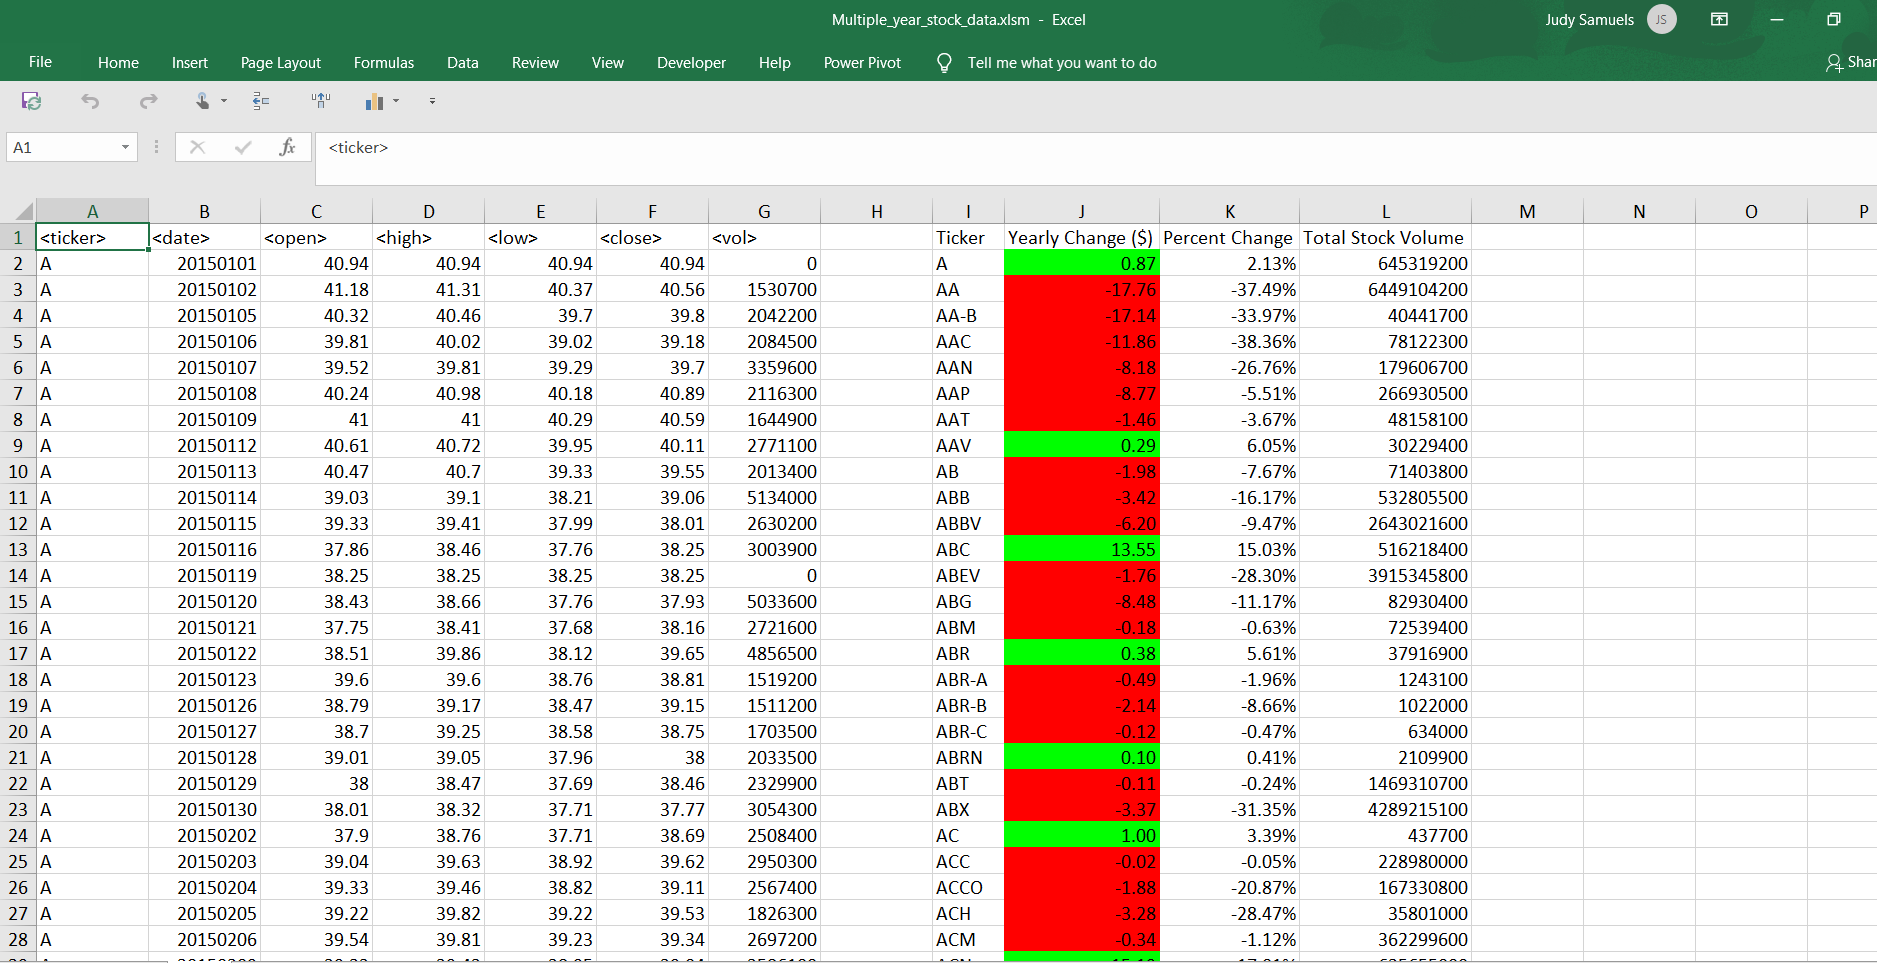 Multiple_year_stock_data.xlsm - Excel
Judy Samuels JS
File Home Insert Page Layout Formulas Data Review View Developer Help Power Pivot Tell me what you want to do Shar
A1 fx <ticker>
A B C D E F G H I J K L M N O P
1 <ticker> <date> <open> <high> <low> <close> <vol> Ticker Yearly Change ($) Percent Change Total Stock Volume
2 A 20150101 40.94 40.94 40.94 40.94 0 A 0.87 2.13% 645319200
3 A 20150102 41.18 41.31 40.37 40.56 1530700 AA -17.76 -37.49% 6449104200
4 A 20150105 40.32 40.46 39.7 39.8 2042200 AA-B -17.14 -33.97% 40441700
5 A 20150106 39.81 40.02 39.02 39.18 2084500 AAC -11.86 -38.36% 78122300
6 A 20150107 39.52 39.81 39.29 39.7 3359600 AAN -8.18 -26.76% 179606700
7 A 20150108 40.24 40.98 40.18 40.89 2116300 AAP -8.77 -5.51% 266930500
8 A 20150109 41 41 40.29 40.59 1644900 AAT -1.46 -3.67% 48158100
9 A 20150112 40.61 40.72 39.95 40.11 2771100 AAV 0.29 6.05% 30229400
10 A 20150113 40.47 40.7 39.33 39.55 2013400 AB -1.98 -7.67% 71403800
11 A 20150114 39.03 39.1 38.21 39.06 5134000 ABB -3.42 -16.17% 532805500
12 A 20150115 39.33 39.41 37.99 38.01 2630200 ABBV -6.20 -9.47% 2643021600
13 A 20150116 37.86 38.46 37.76 38.25 3003900 ABC 13.55 15.03% 516218400
14 A 20150119 38.25 38.25 38.25 38.25 0 ABEV -1.76 -28.30% 3915345800
15 A 20150120 38.43 38.66 37.76 37.93 5033600 ABG -8.48 -11.17% 82930400
16 A 20150121 37.75 38.41 37.68 38.16 2721600 ABM -0.18 -0.63% 72539400
17 A 20150122 38.51 39.86 38.12 39.65 4856500 ABR 0.38 5.61% 37916900
18 A 20150123 39.6 39.6 38.76 38.81 1519200 ABR-A -0.49 -1.96% 1243100
19 A 20150126 38.79 39.17 38.47 39.15 1511200 ABR-B -2.14 -8.66% 1022000
20 A 20150127 38.7 39.25 38.58 38.75 1703500 ABR-C -0.12 -0.47% 634000
21 A 20150128 39.01 39.05 37.96 38 2033500 ABRN 0.10 0.41% 2109900
22 A 20150129 38 38.47 37.69 38.46 2329900 ABT -0.11 -0.24% 1469310700
23 A 20150130 38.01 38.32 37.71 37.77 3054300 ABX -3.37 -31.35% 4289215100
24 A 20150202 37.9 38.76 37.71 38.69 2508400 AC 1.00 3.39% 437700
25 A 20150203 39.04 39.63 38.92 39.62 2950300 ACC -0.02 -0.05% 228980000
26 A 20150204 39.33 39.46 38.82 39.11 2567400 ACCO -1.88 -20.87% 167330800
27 A 20150205 39.22 39.82 39.22 39.53 1826300 ACH -3.28 -28.47% 35801000
28 A 20150206 39.54 39.81 39.23 39.34 2697200 ACM -0.34 -1.12% 362299600